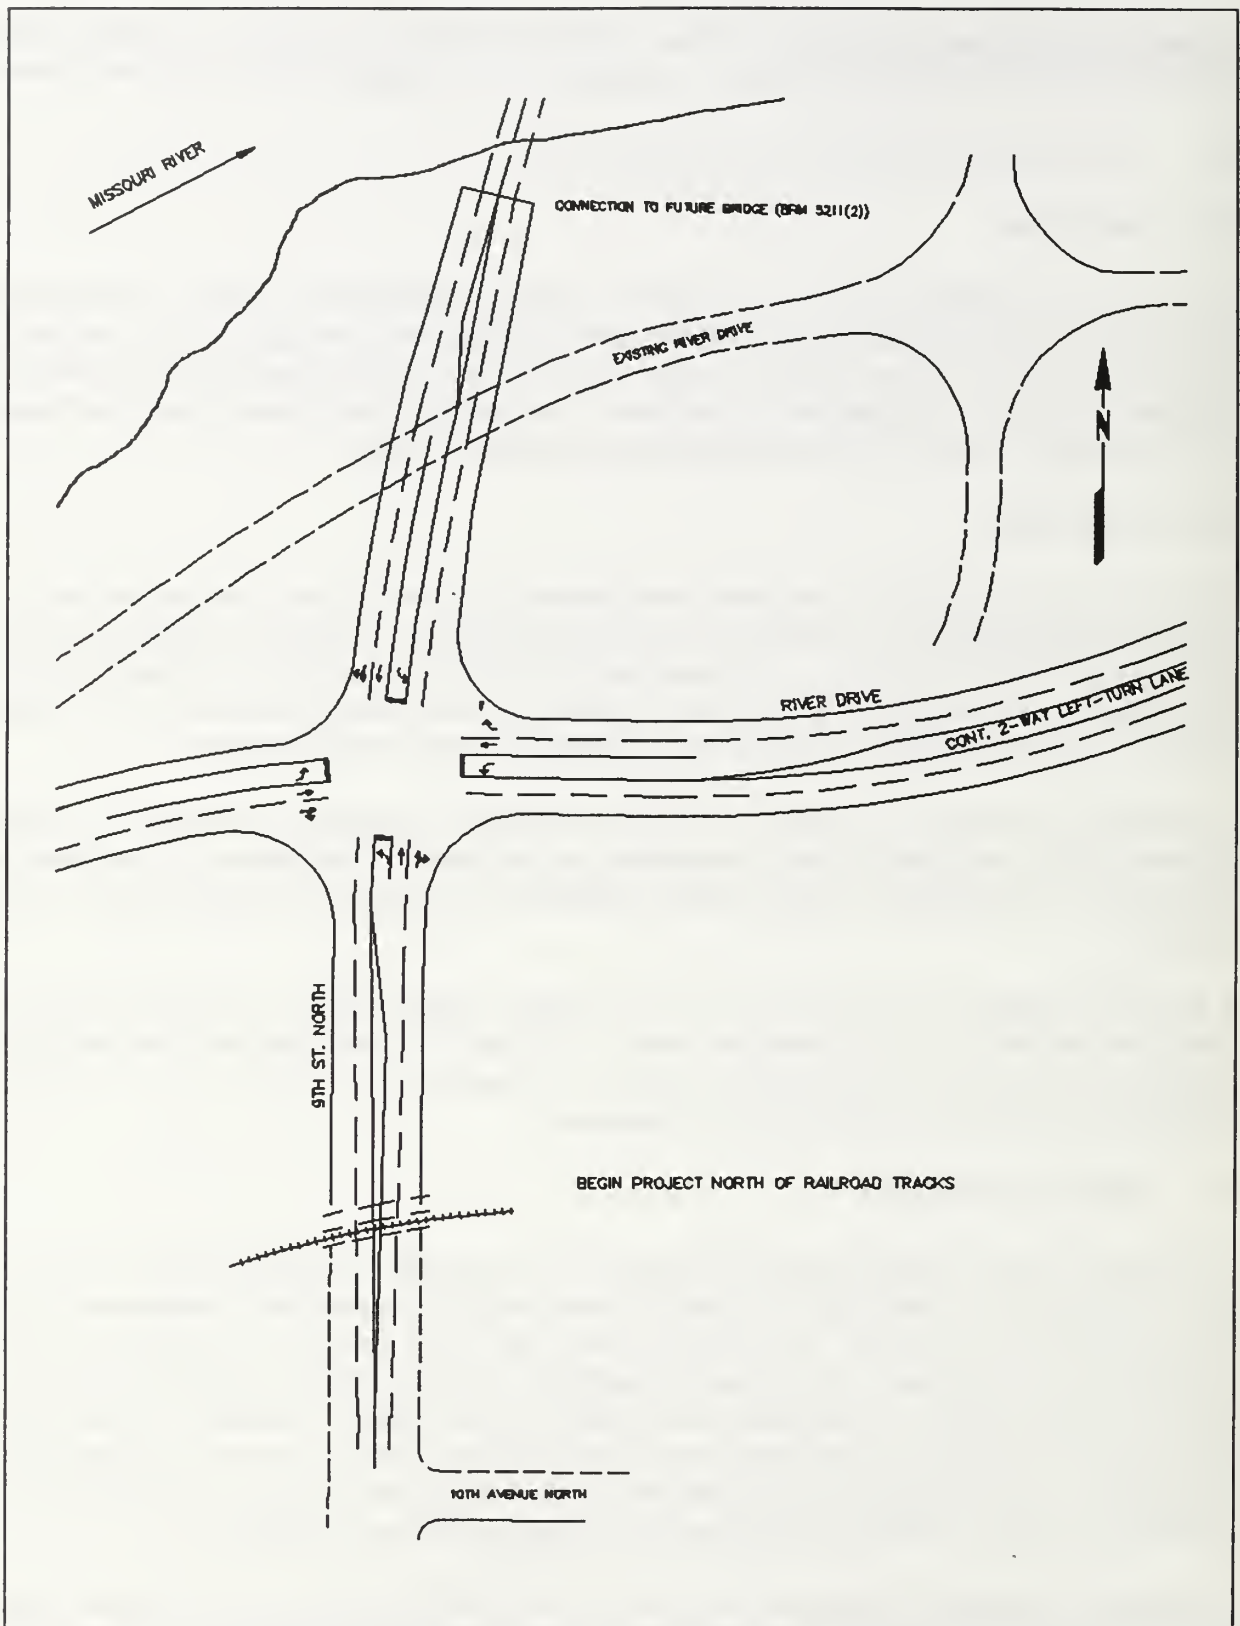 MISSOURI RIVER
CONNECTION TO FUTURE BRIDGE (BRM 5211(2))
EXISTING RIVER DRIVE
N
RIVER DRIVE
CONT. 2-WAY LEFT-TURN LANE
9TH ST. NORTH
BEGIN PROJECT NORTH OF RAILROAD TRACKS
10TH AVENUE NORTH